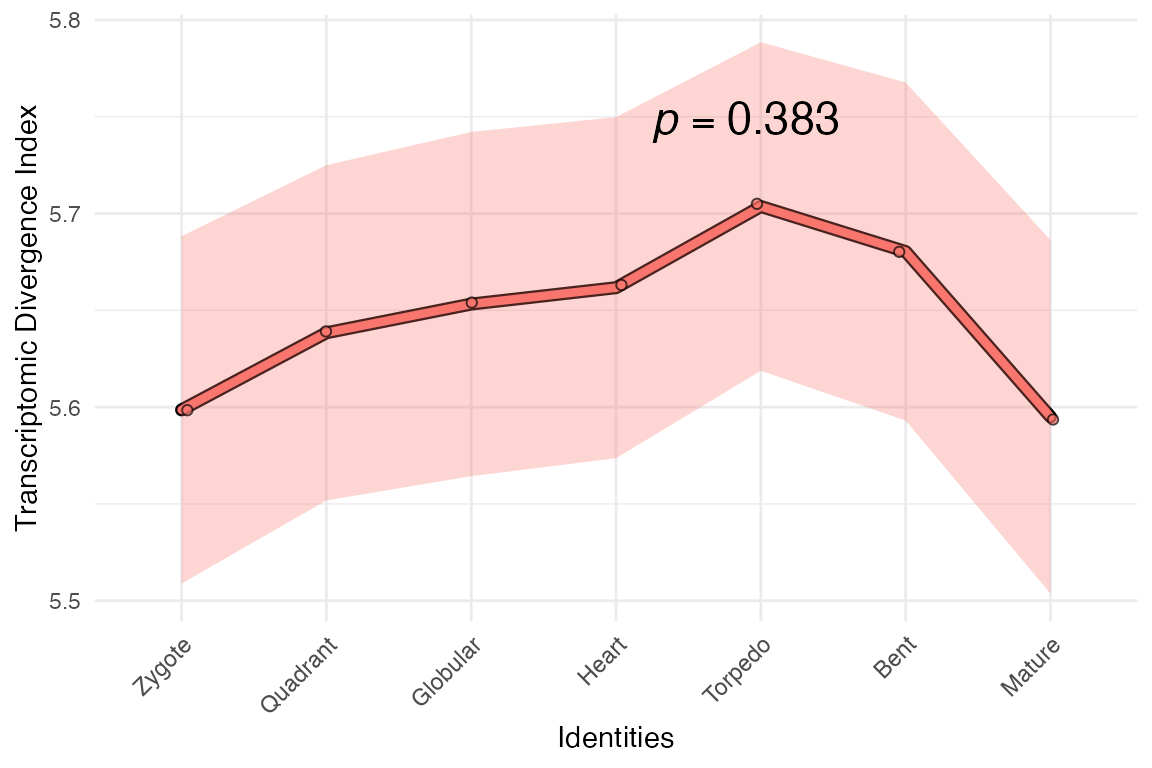 Transcriptomic Divergence Index
5.8
5.7
5.6
5.5
p = 0.383
Zygote
Quadrant
Globular
Heart
Torpedo
Bent
Mature
Identities